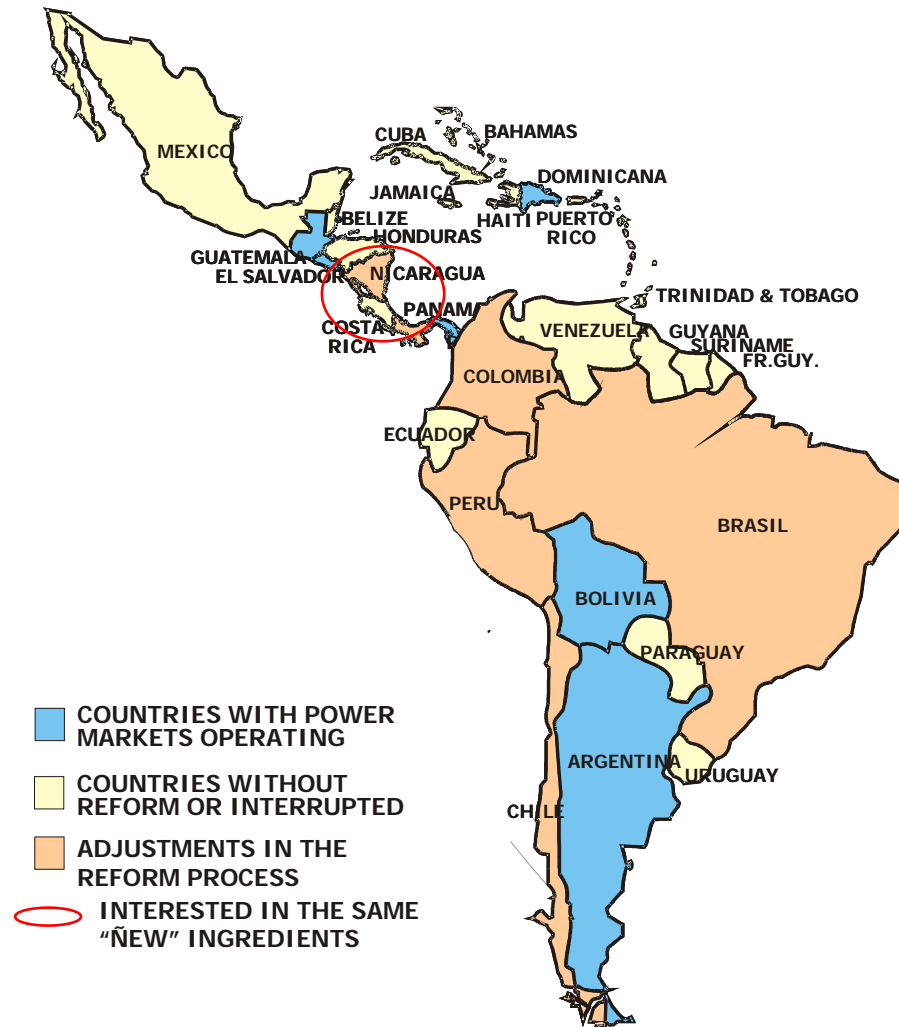 MEXICO
CUBA
BAHAMAS
JAMAICA
DOMINICANA
HAITI
PUERTO
RICO
BELIZE
HONDURAS
GUATEMALA
EL SALVADOR
NICARAGUA
PANAMA
COSTA
RICA
TRINIDAD & TOBAGO
VENEZUELA
GUYANA
SURINAME
FR.GUY.
COLOMBIA
ECUADOR
PERU
BRASIL
BOLIVIA
PARAGUAY
ARGENTINA
URUGUAY
CHILE
COUNTRIES WITH POWER
MARKETS OPERATING
COUNTRIES WITHOUT
REFORM OR INTERRUPTED
ADJUSTMENTS IN THE
REFORM PROCESS
INTERESTED IN THE SAME
“ÑEW” INGREDIENTS